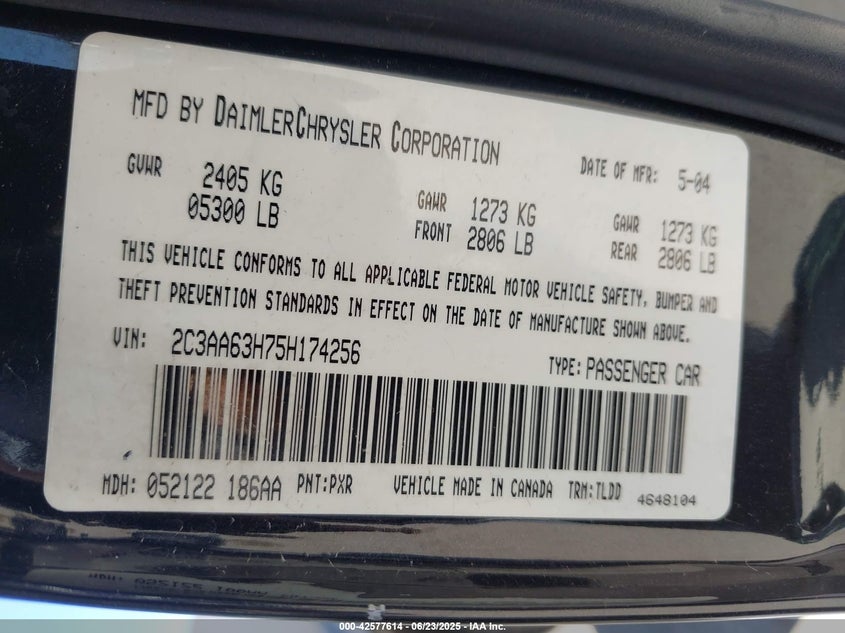 MFD BY DAIMLERCHRYSLER CORPORATION
DATE OF MFR: 5-04
GVWR 2405 KG
05300 LB
GAWR FRONT 1273 KG
2806 LB
GAWR REAR 1273 KG
2806 LB
THIS VEHICLE CONFORMS TO ALL APPLICABLE FEDERAL MOTOR VEHICLE SAFETY, BUMPER AND
THEFT PREVENTION STANDARDS IN EFFECT ON THE DATE OF MANUFACTURE SHOWN ABOVE.
VIN: 2C3AA63H75H174256
TYPE: PASSENGER CAR
MDH: 052122 186AA PNT:PXR VEHICLE MADE IN CANADA TRM:TLDD 4648104
000-42577614 - 06/23/2025 - IAA Inc.